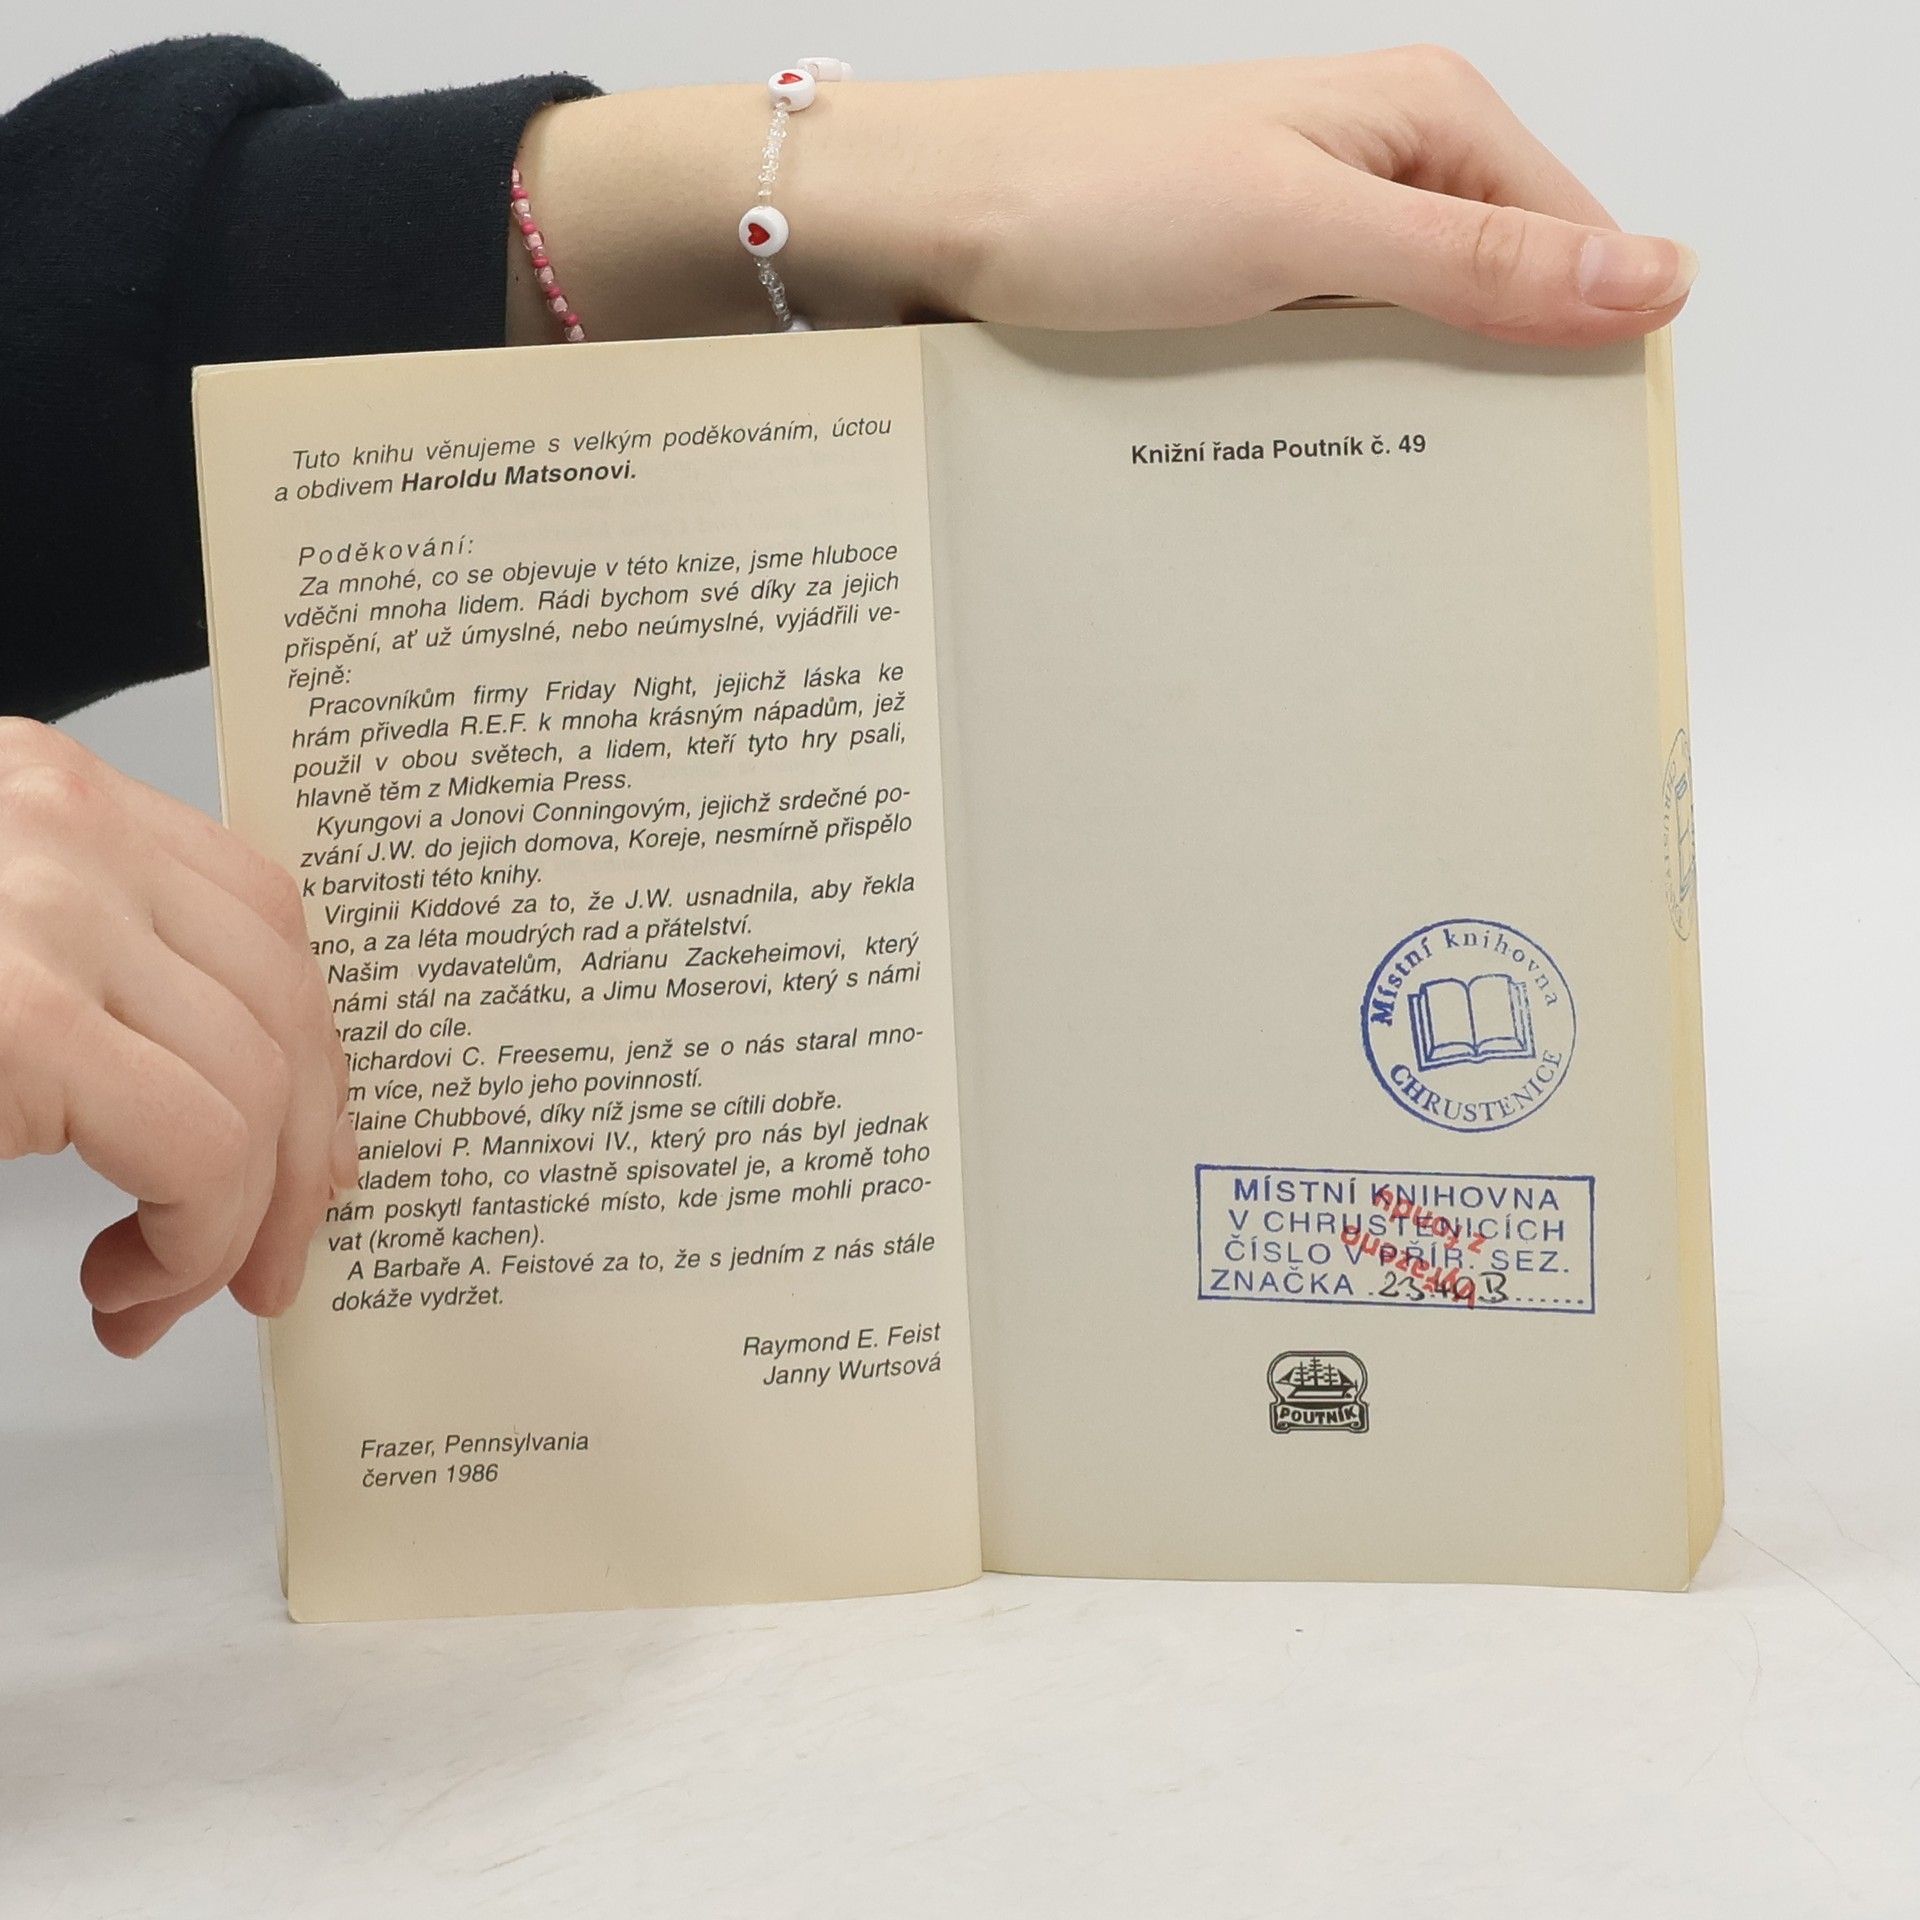 Tuto knihu věnujeme s velkým poděkováním, úctou
a obdivem Haroldu Matsonovi.
Poděkování:
Za mnohé, co se objevuje v této knize, jsme hluboce
vděčni mnoha lidem. Rádi bychom své díky za jejich
přispění, ať už úmyslné, nebo neúmyslné, vyjádřili ve-
řejně:
Pracovníkům firmy Friday Night, jejichž láska ke
hrám přivedla R.E.F. k mnoha krásným nápadům, jež
použil v obou světech, a lidem, kteří tyto hry psali,
hlavně těm z Midkemia Press.
Kyungovi a Jonovi Conningovým, jejichž srdečné po-
zvání J.W. do jejich domova, Koreje, nesmírně přispělo
k barvitosti této knihy.
Virginii Kiddové za to, že J.W. usnadnila, aby řekla
ano, a za léta moudrých rad a přátelství.
Našim vydavatelům, Adrianu Zackeheimovi, který
námi stál na začátku, a Jimu Moserovi, který s námi
do cíle.
C. Freesemu, jenž se o nás staral mno-
více, než bylo jeho povinností.
Chubbové, díky níž jsme se cítili dobře.
P. Mannixovi IV., který pro nás byl jednak
toho, co vlastně spisovatel je, a kromě toho
nám poskytl fantastické místo, kde jsme mohli praco-
vat (kromě kachen).
A Barbaře A. Feistové za to, že s jedním z nás stále
dokáže vydržet.
Raymond E. Feist
Janny Wurtsová
Frazer, Pennsylvania
červen 1986
Knižní řada Poutník č. 49
Místní knihovna
CHRUSTENICE
MÍSTNÍ KNIHOVNA
V CHRUSTENICÍCH
ČÍSLO V PŘÍR. SEZ.
ZNAČKA 2340 B
Vyřazeno
z fondu
POUTNÍK